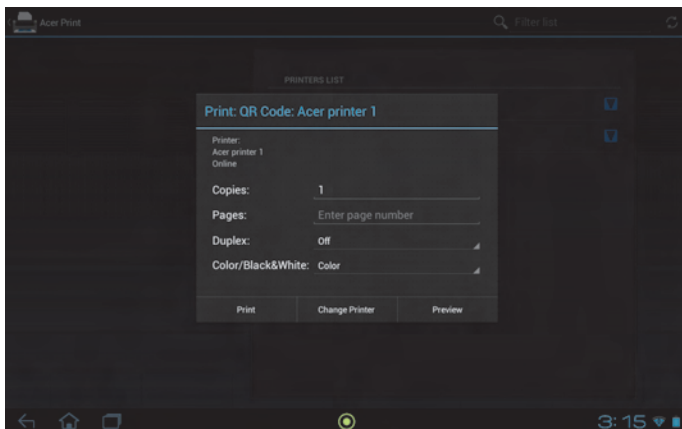 Acer Print
Filter list
PRINTERS LIST
Print: QR Code: Acer printer 1
Printer:
Acer printer 1
Online
Copies: 1
Pages: Enter page number
Duplex: Off
Color/Black&White: Color
Print Change Printer Preview
3:15